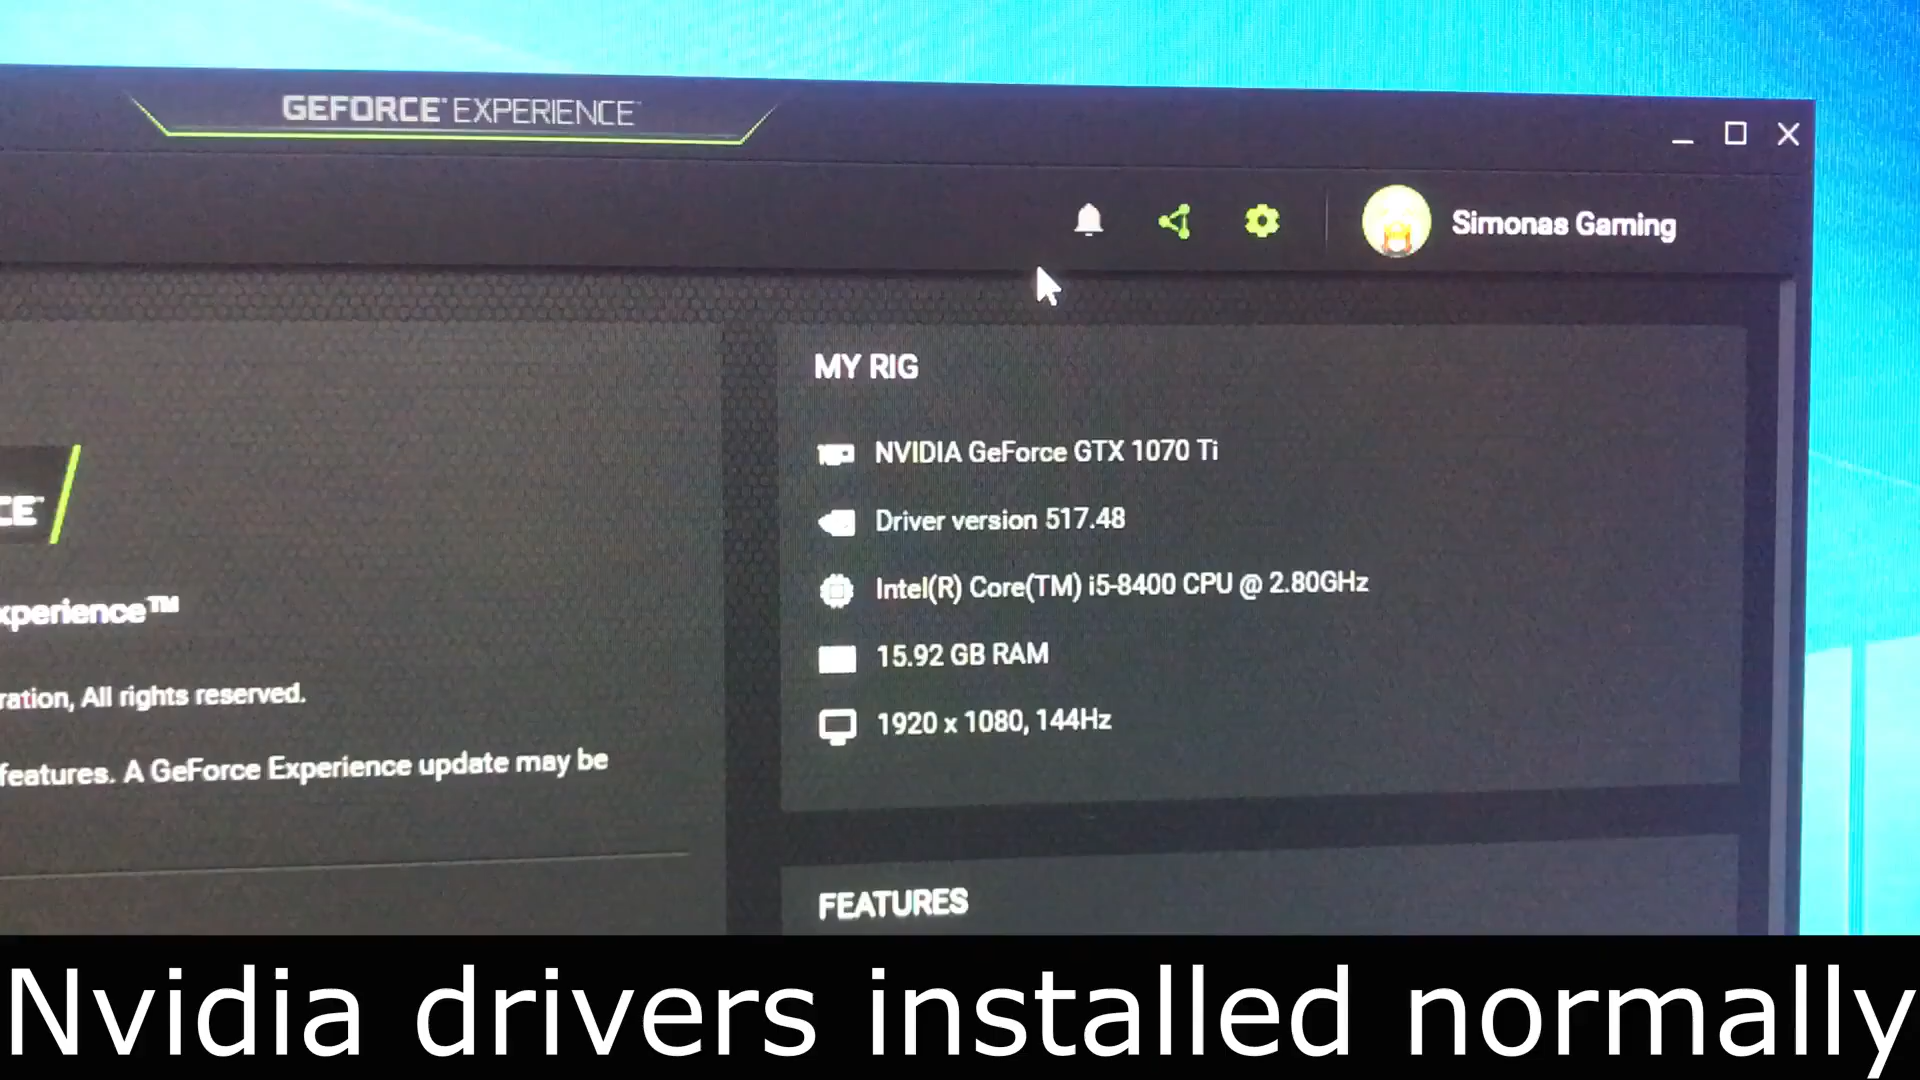 GEFORCE EXPERIENCE
Simonas Gaming
CE
xperience™
ration, All rights reserved.
features. A GeForce Experience update may be
MY RIG
NVIDIA GeForce GTX 1070 Ti
Driver version 517.48
Intel(R) Core(TM) i5-8400 CPU @ 2.80GHz
15.92 GB RAM
1920 x 1080, 144Hz
FEATURES
Nvidia drivers installed normally